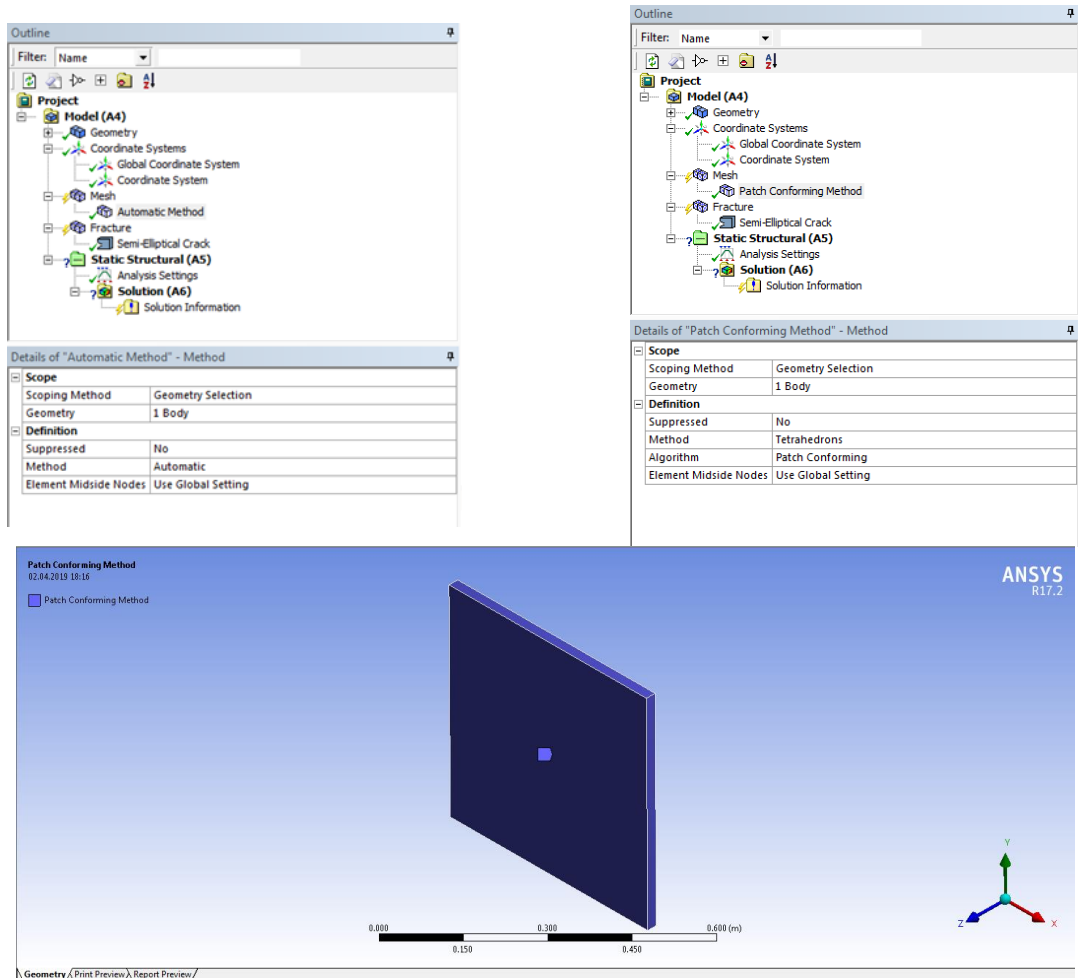 Outline
Filter: Name
Project
Model (A4)
Geometry
Coordinate Systems
Global Coordinate System
Coordinate System
Mesh
Automatic Method
Fracture
Semi-Elliptical Crack
Static Structural (A5)
Analysis Settings
Solution (A6)
Solution Information
Details of "Automatic Method" - Method
Scope
Scoping Method Geometry Selection
Geometry 1 Body
Definition
Suppressed No
Method Automatic
Element Midside Nodes Use Global Setting
Outline
Filter: Name
Project
Model (A4)
Geometry
Coordinate Systems
Global Coordinate System
Coordinate System
Mesh
Patch Conforming Method
Fracture
Semi-Elliptical Crack
Static Structural (A5)
Analysis Settings
Solution (A6)
Solution Information
Details of "Patch Conforming Method" - Method
Scope
Scoping Method Geometry Selection
Geometry 1 Body
Definition
Suppressed No
Method Tetrahedrons
Algorithm Patch Conforming
Element Midside Nodes Use Global Setting
Patch Conforming Method
02.04.2019 18:16
Patch Conforming Method
ANSYS
R17.2
Y
Z X
0.000 0.300 0.600 (m)
0.150 0.450
Geometry Print Preview Report Preview